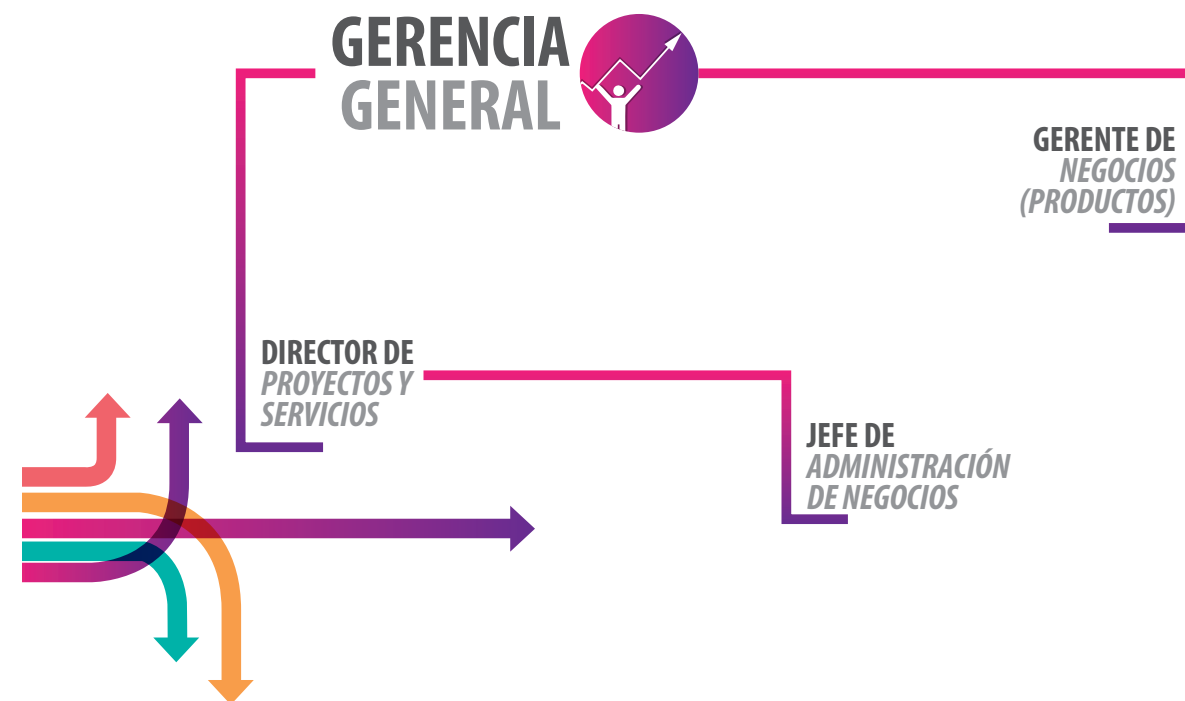 GERENCIA
GENERAL
GERENTE DE
NEGOCIOS
(PRODUCTOS)
DIRECTOR DE
PROYECTOS Y
SERVICIOS
JEFE DE
ADMINISTRACIÓN
DE NEGOCIOS